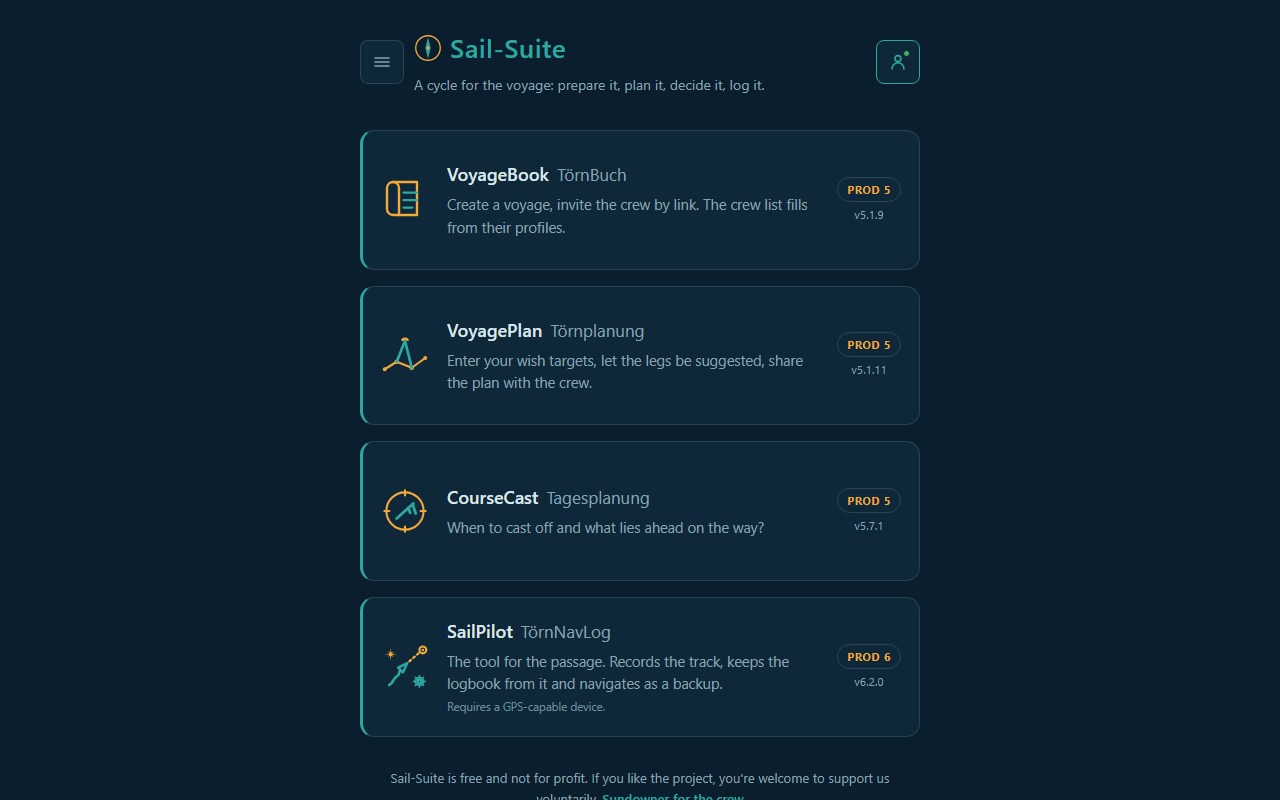 Sail-Suite
A cycle for the voyage: prepare it, plan it, decide it, log it.
VoyageBook TörnBuch
Create a voyage, invite the crew by link. The crew list fills
from their profiles.
PROD 5
v5.1.9
VoyagePlan Törnplanung
Enter your wish targets, let the legs be suggested, share
the plan with the crew.
PROD 5
v5.1.11
CourseCast Tagesplanung
When to cast off and what lies ahead on the way?
PROD 5
v5.7.1
SailPilot TörnNavLog
The tool for the passage. Records the track, keeps the
logbook from it and navigates as a backup.
Requires a GPS-capable device.
PROD 6
v6.2.0
Sail-Suite is free and not for profit. If you like the project, you're welcome to support us
voluntarily. Sundowner for the crew